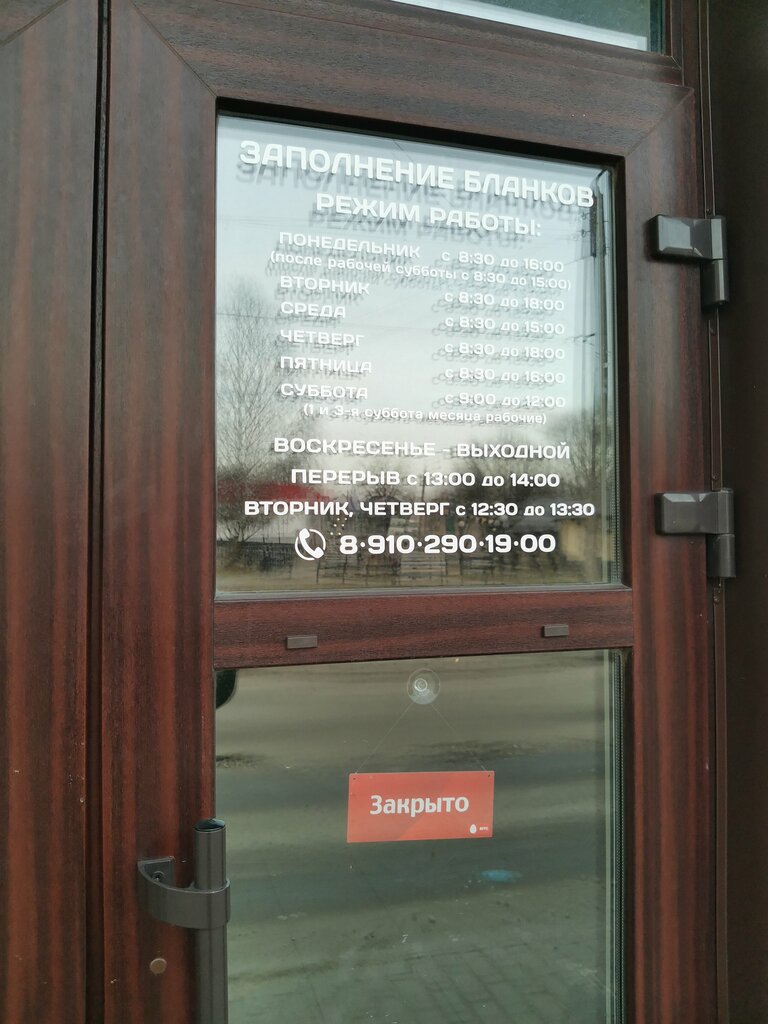 ЗАПОЛНЕНИЕ БЛАНКОВ
РЕЖИМ РАБОТЫ:
ПОНЕДЕЛЬНИК с 8:30 до 16:00
(после рабочей субботы с 8:30 до 15:00)
ВТОРНИК с 8:30 до 18:00
СРЕДА с 8:30 до 15:00
ЧЕТВЕРГ с 8:30 до 18:00
ПЯТНИЦА с 8:30 до 16:00
СУББОТА с 9:00 до 12:00
(1 и 3-я суббота месяца рабочие)
ВОСКРЕСЕНЬЕ - ВЫХОДНОЙ
ПЕРЕРЫВ с 13:00 до 14:00
ВТОРНИК, ЧЕТВЕРГ с 12:30 до 13:30
8·910·290·19·00
Закрыто